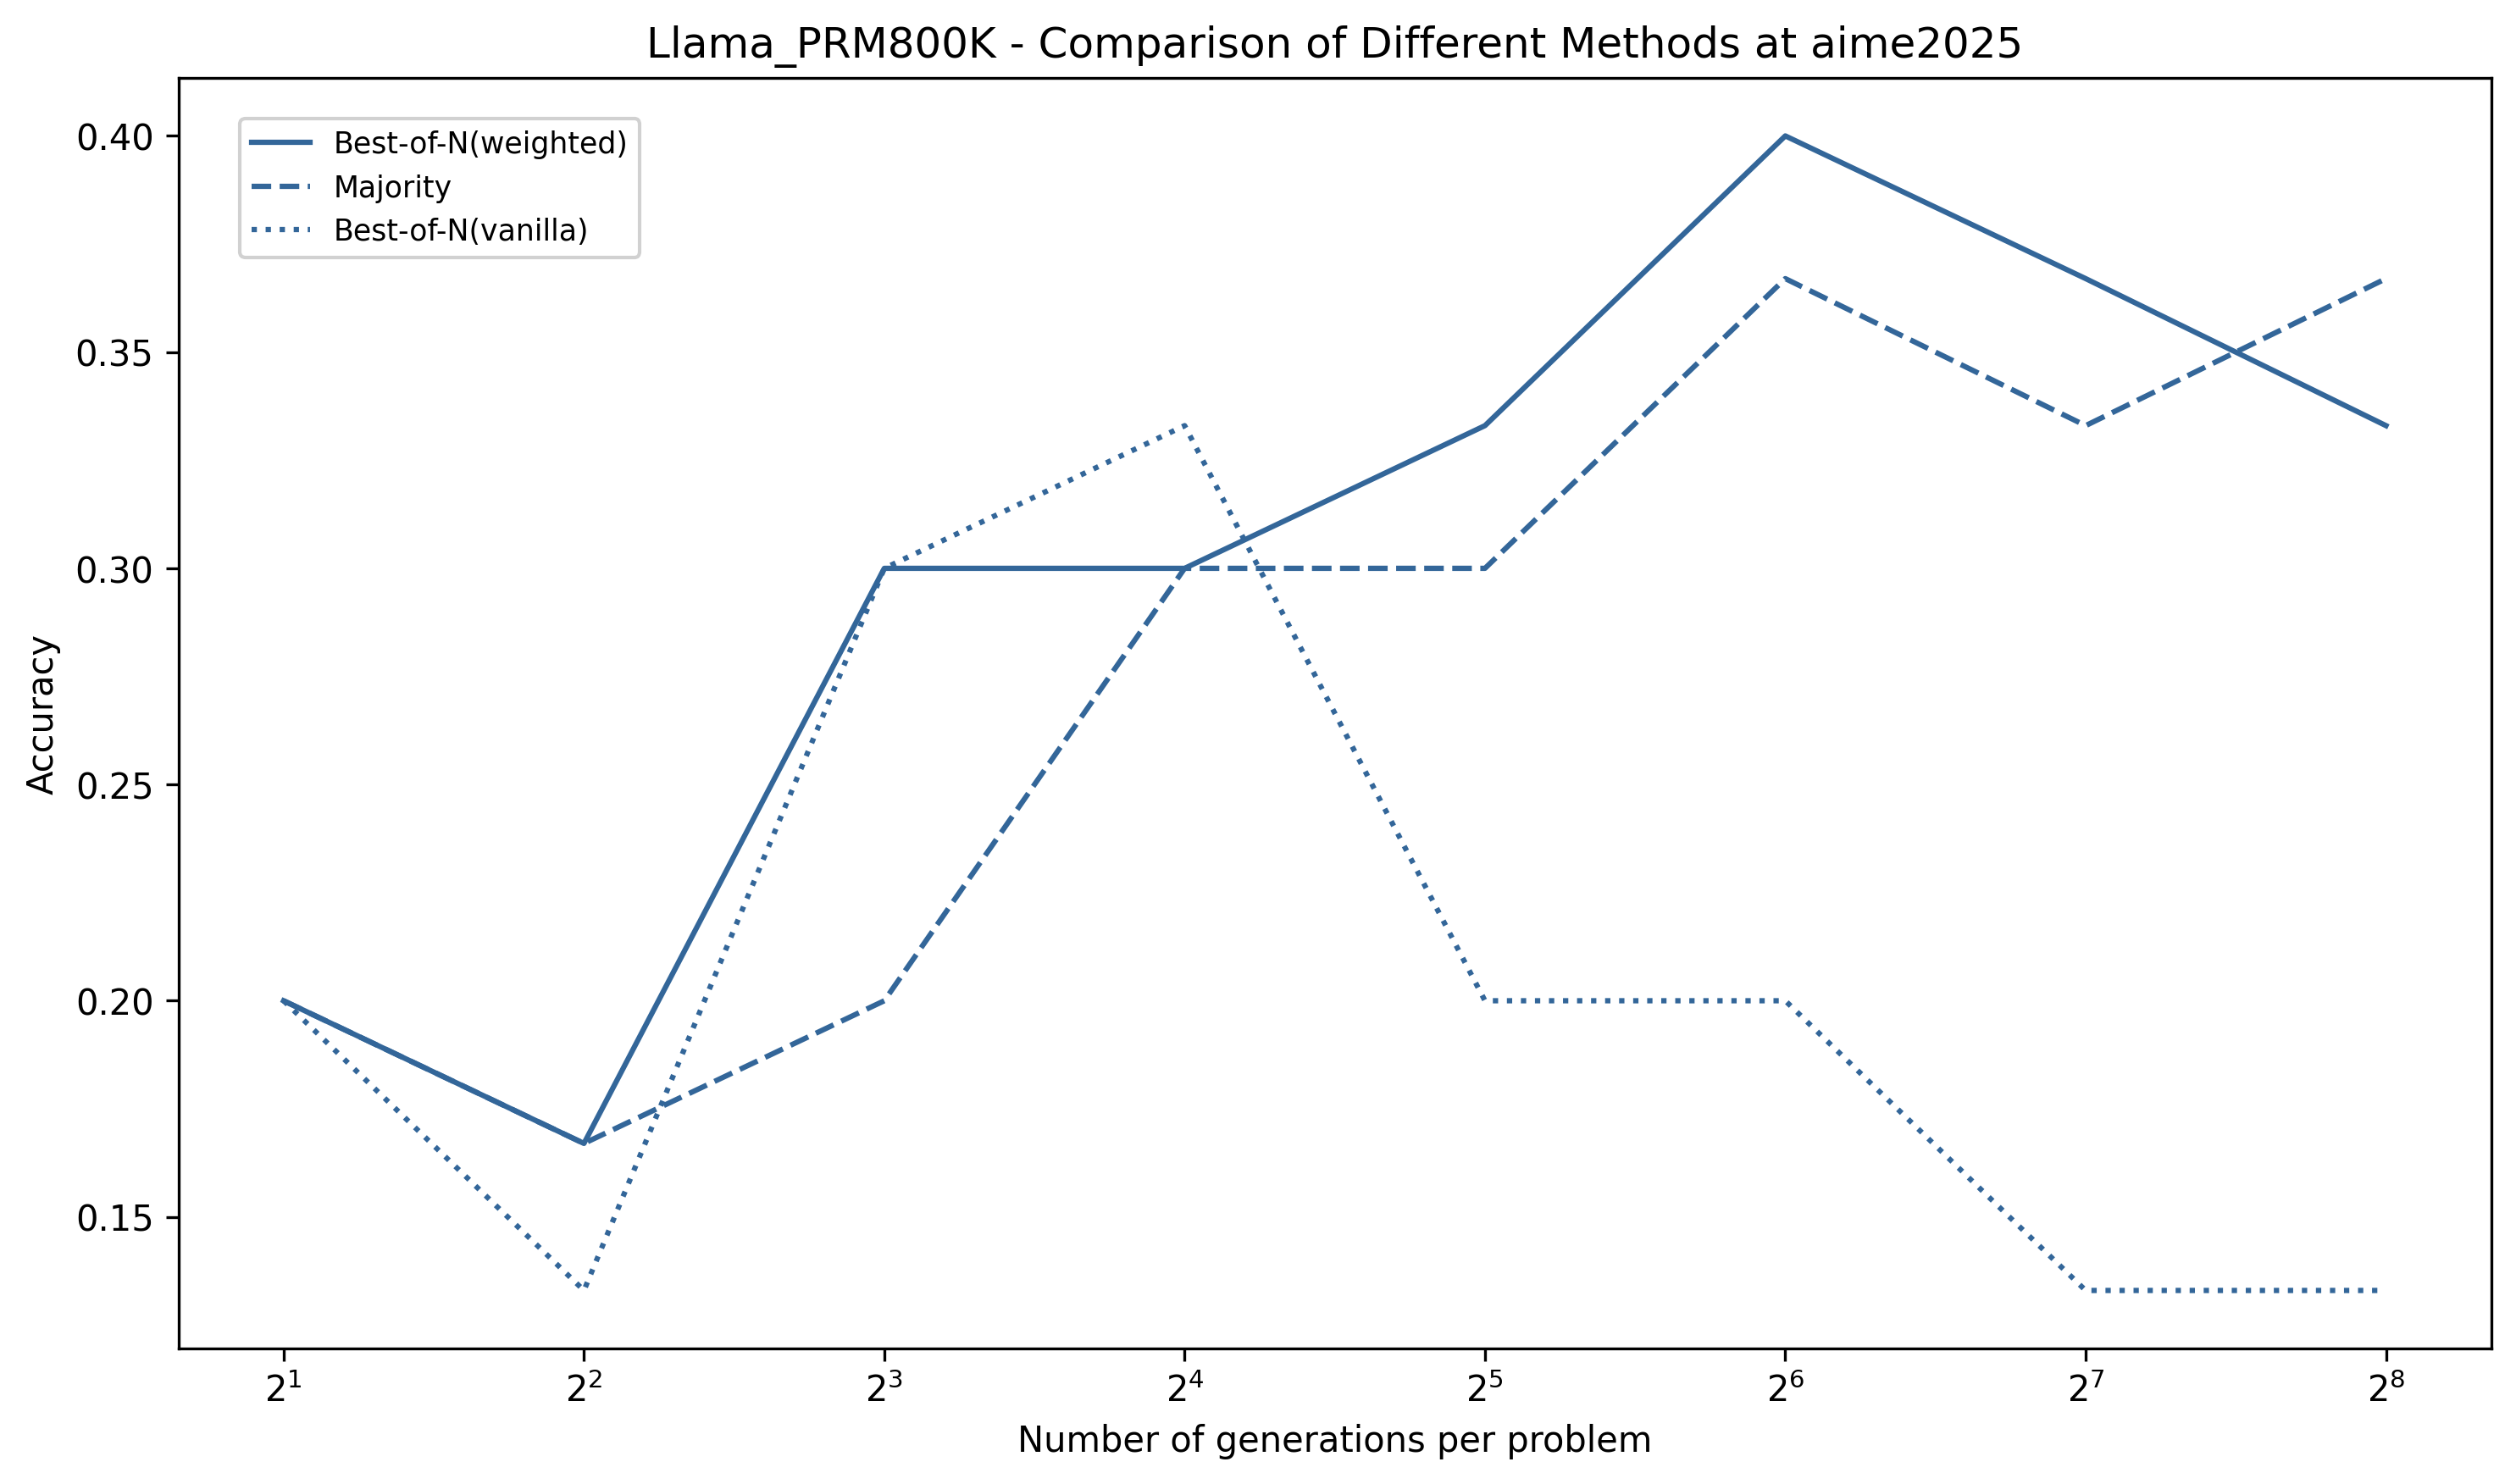 Llama_PRM800K - Comparison of Different Methods at aime2025
Best-of-N(weighted)
Majority
Best-of-N(vanilla)
Accuracy
0.40
0.35
0.30
0.25
0.20
0.15
2¹ 2² 2³ 2⁴ 2⁵ 2⁶ 2⁷ 2⁸
Number of generations per problem